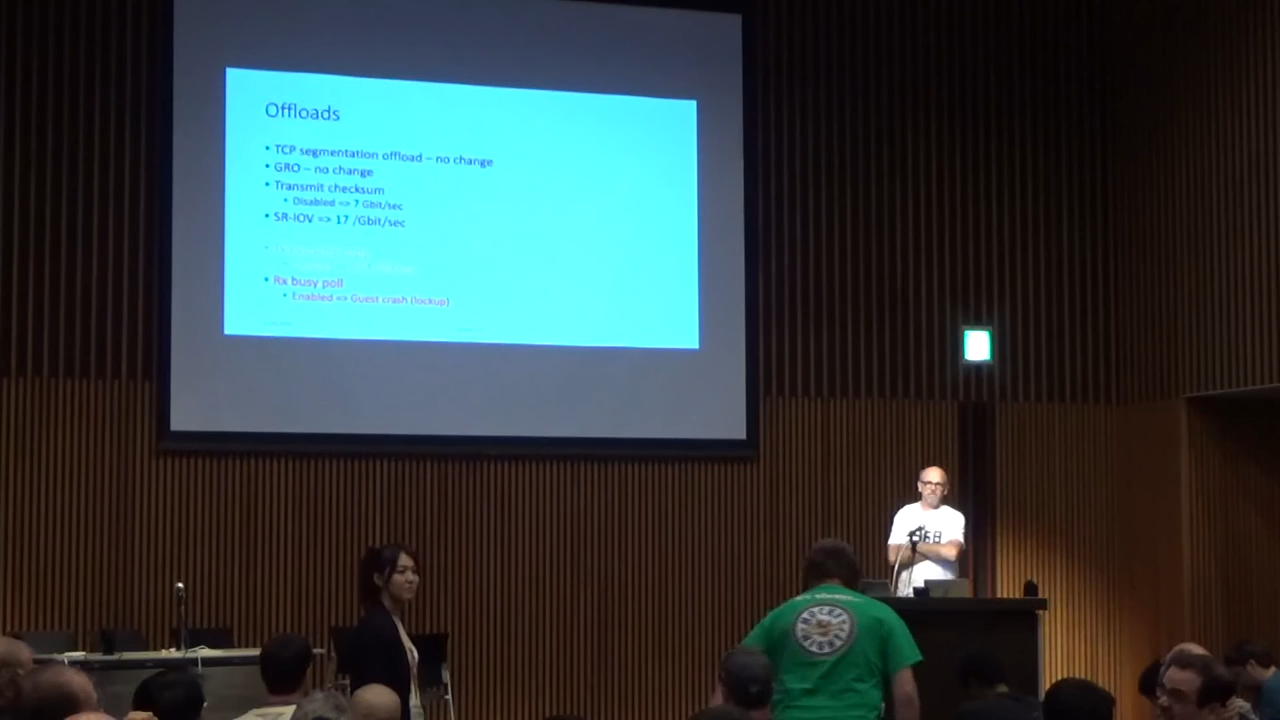 Offloads
• TCP segmentation offload – no change
• GRO – no change
• Transmit checksum
• Disabled => 7 Gbit/sec
• SR-IOV => 17 /Gbit/sec
• Rx busy poll
• Enabled => Guest crash (lockup)